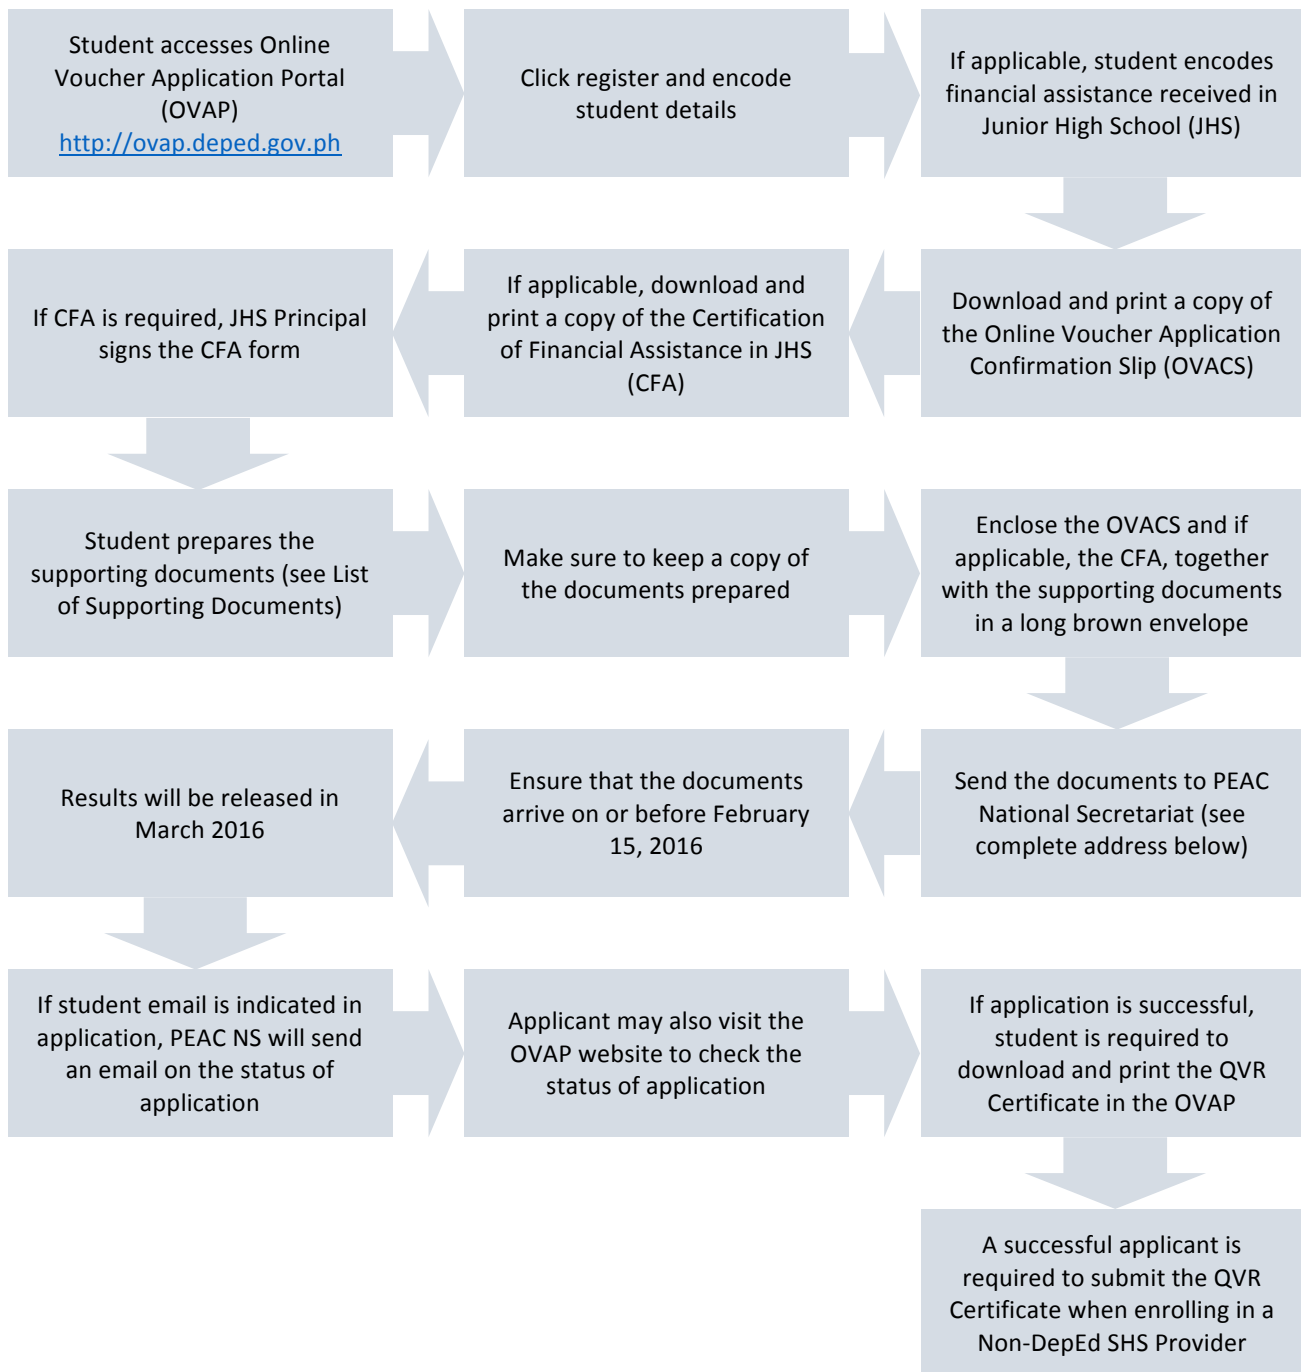 Student accesses Online
Voucher Application Portal
(OVAP)
http://ovap.deped.gov.ph
Click register and encode
student details
If applicable, student encodes
financial assistance received in
Junior High School (JHS)
Download and print a copy of
the Online Voucher Application
Confirmation Slip (OVACS)
If applicable, download and
print a copy of the Certification
of Financial Assistance in JHS
(CFA)
If CFA is required, JHS Principal
signs the CFA form
Student prepares the
supporting documents (see List
of Supporting Documents)
Make sure to keep a copy of
the documents prepared
Enclose the OVACS and if
applicable, the CFA, together
with the supporting documents
in a long brown envelope
Send the documents to PEAC
National Secretariat (see
complete address below)
Ensure that the documents
arrive on or before February
15, 2016
Results will be released in
March 2016
If student email is indicated in
application, PEAC NS will send
an email on the status of
application
Applicant may also visit the
OVAP website to check the
status of application
If application is successful,
student is required to
download and print the QVR
Certificate in the OVAP
A successful applicant is
required to submit the QVR
Certificate when enrolling in a
Non-DepEd SHS Provider